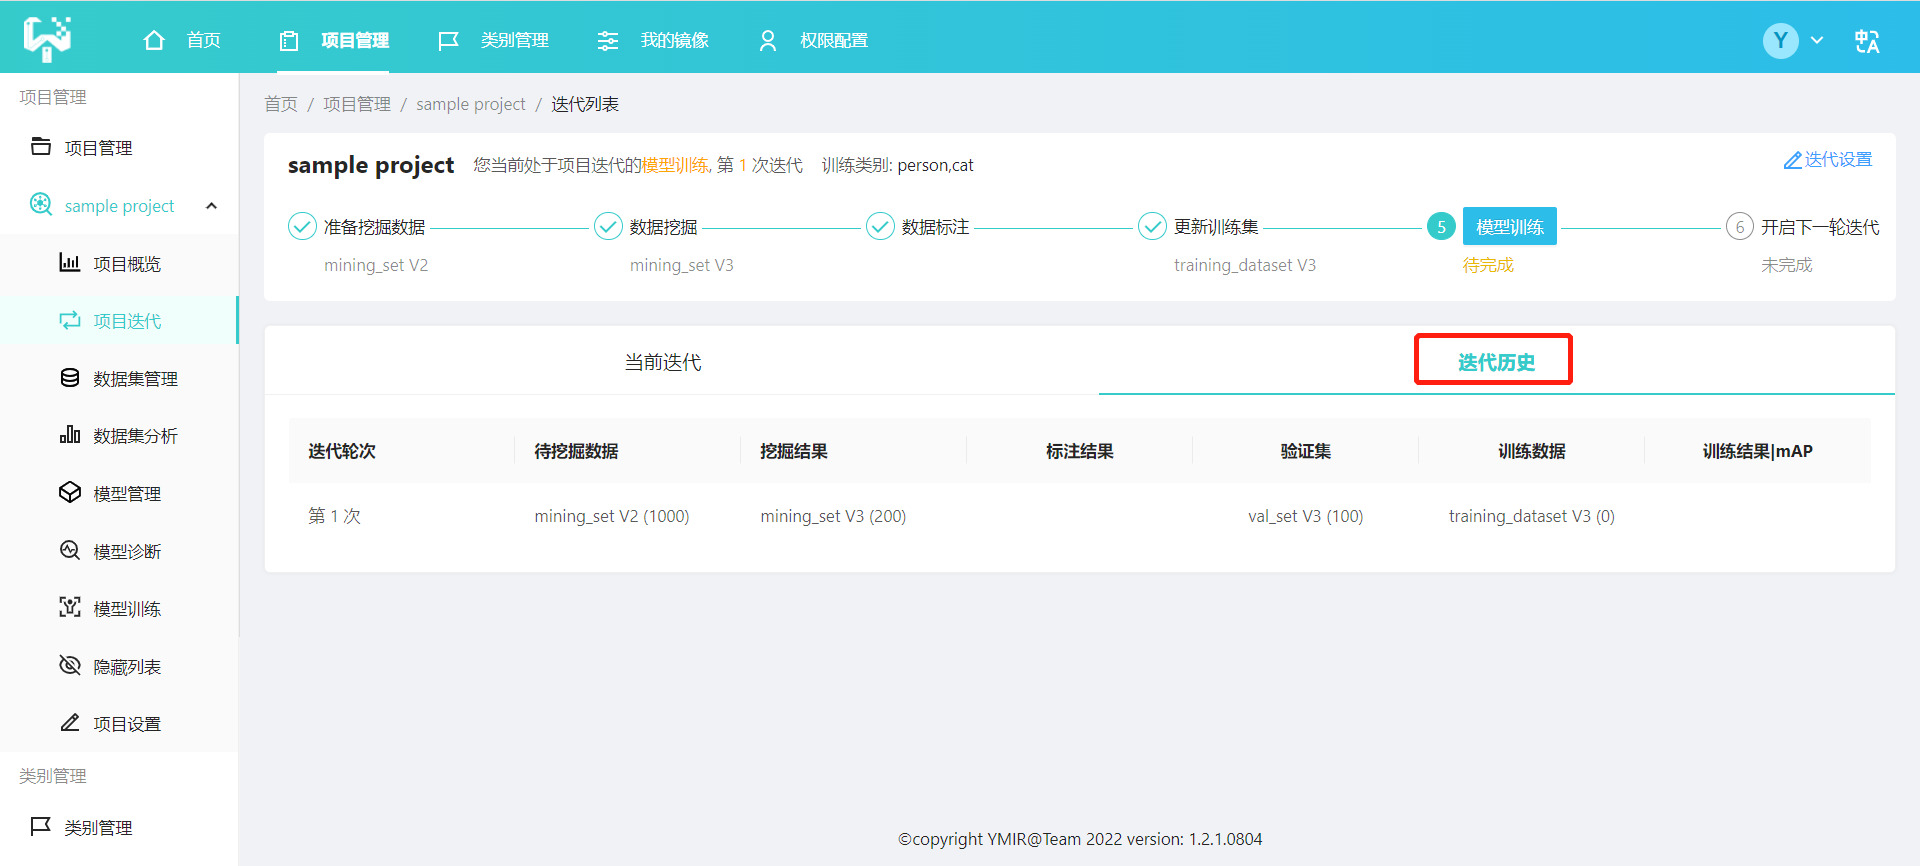 首页
项目管理
类别管理
我的镜像
权限配置
Y
中A
项目管理
项目管理
sample project
项目概览
项目迭代
数据集管理
数据集分析
模型管理
模型诊断
模型训练
隐藏列表
项目设置
类别管理
类别管理
首页 / 项目管理 / sample project / 迭代列表
sample project 您当前处于项目迭代的模型训练, 第 1 次迭代 训练类别: person,cat
迭代设置
准备挖掘数据
mining_set V2
数据挖掘
mining_set V3
数据标注
更新训练集
training_dataset V3
5 模型训练
待完成
6 开启下一轮迭代
未完成
当前迭代
迭代历史
迭代轮次 待挖掘数据 挖掘结果 标注结果 验证集 训练数据 训练结果|mAP
第 1 次 mining_set V2 (1000) mining_set V3 (200) val_set V3 (100) training_dataset V3 (0)
©copyright YMIR@Team 2022 version: 1.2.1.0804